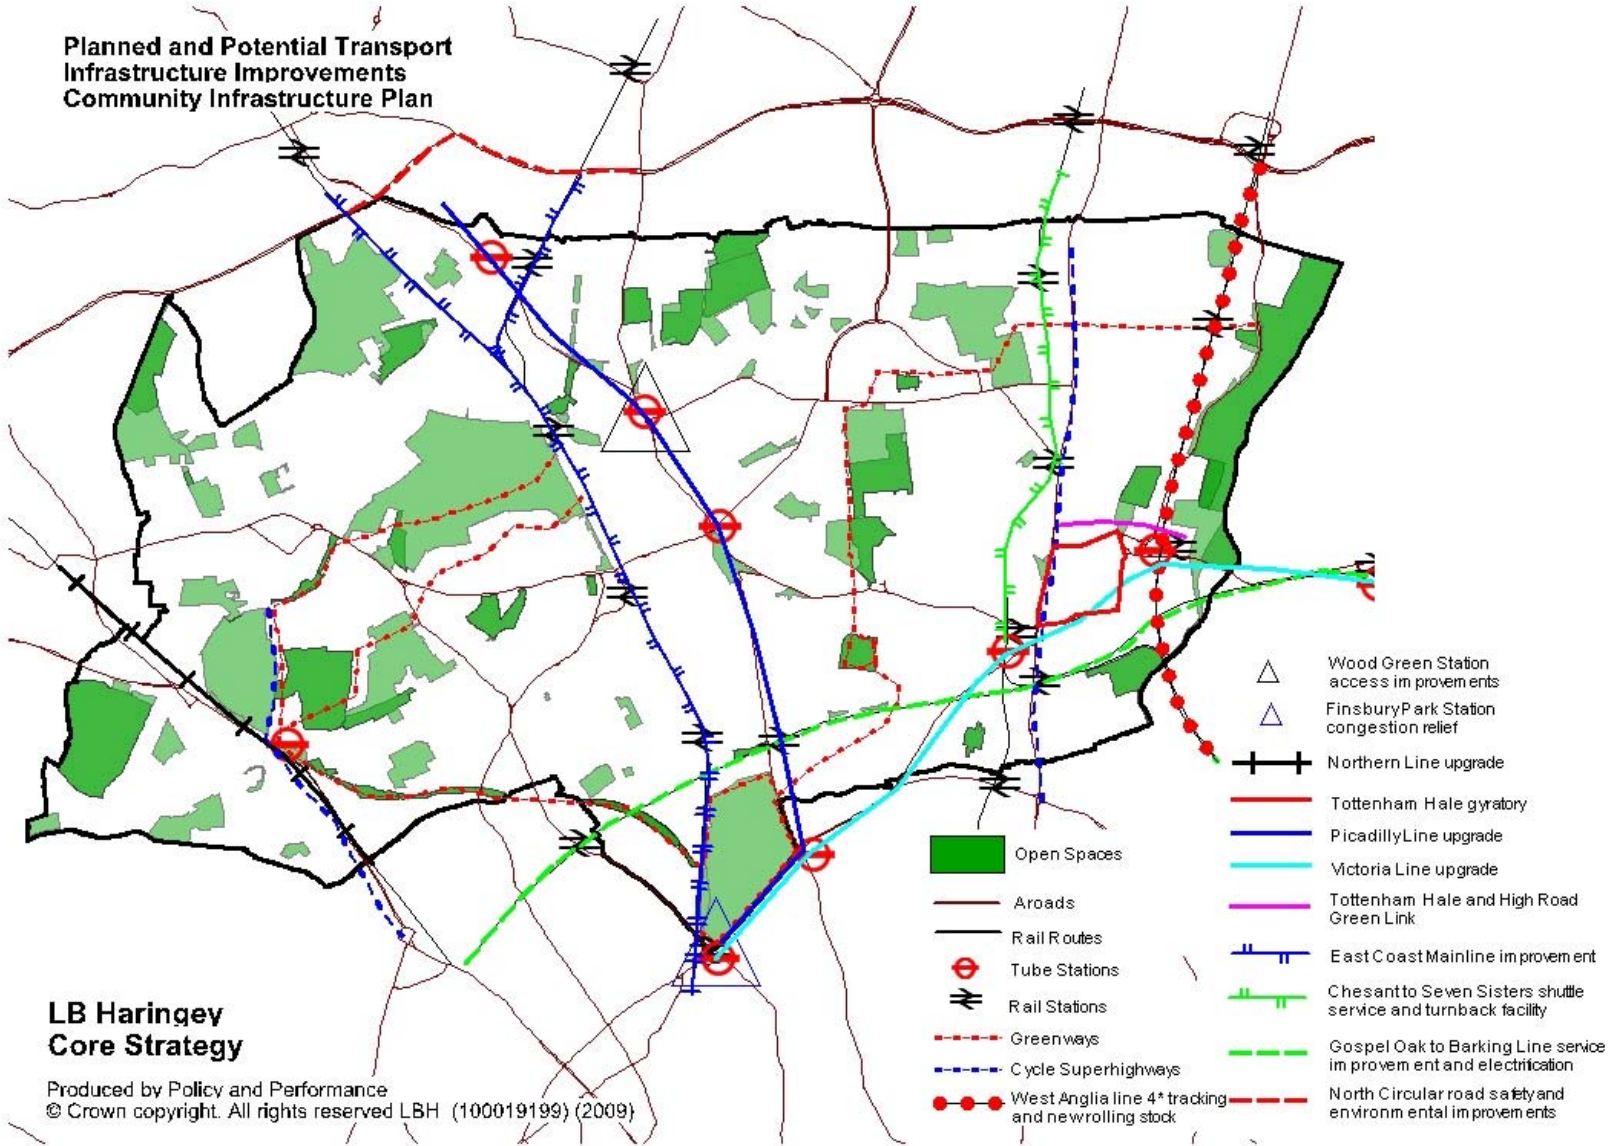 Planned and Potential Transport
Infrastructure Improvements
Community Infrastructure Plan
Wood Green Station
access improvements
Finsbury Park Station
congestion relief
Northern Line upgrade
Tottenham Hale gyratory
Picadilly Line upgrade
Victoria Line upgrade
Tottenham Hale and High Road
Green Link
East Coast Mainline improvement
Chesant to Seven Sisters shuttle
service and turnback facility
Gospel Oak to Barking Line service
improvement and electrification
North Circular road safety and
environmental improvements
Open Spaces
Aroads
Rail Routes
Tube Stations
Rail Stations
Greenways
Cycle Superhighways
West Anglia line 4* tracking
and new rolling stock
LB Haringey
Core Strategy
Produced by Policy and Performance
© Crown copyright. All rights reserved LBH (100019199) (2009)